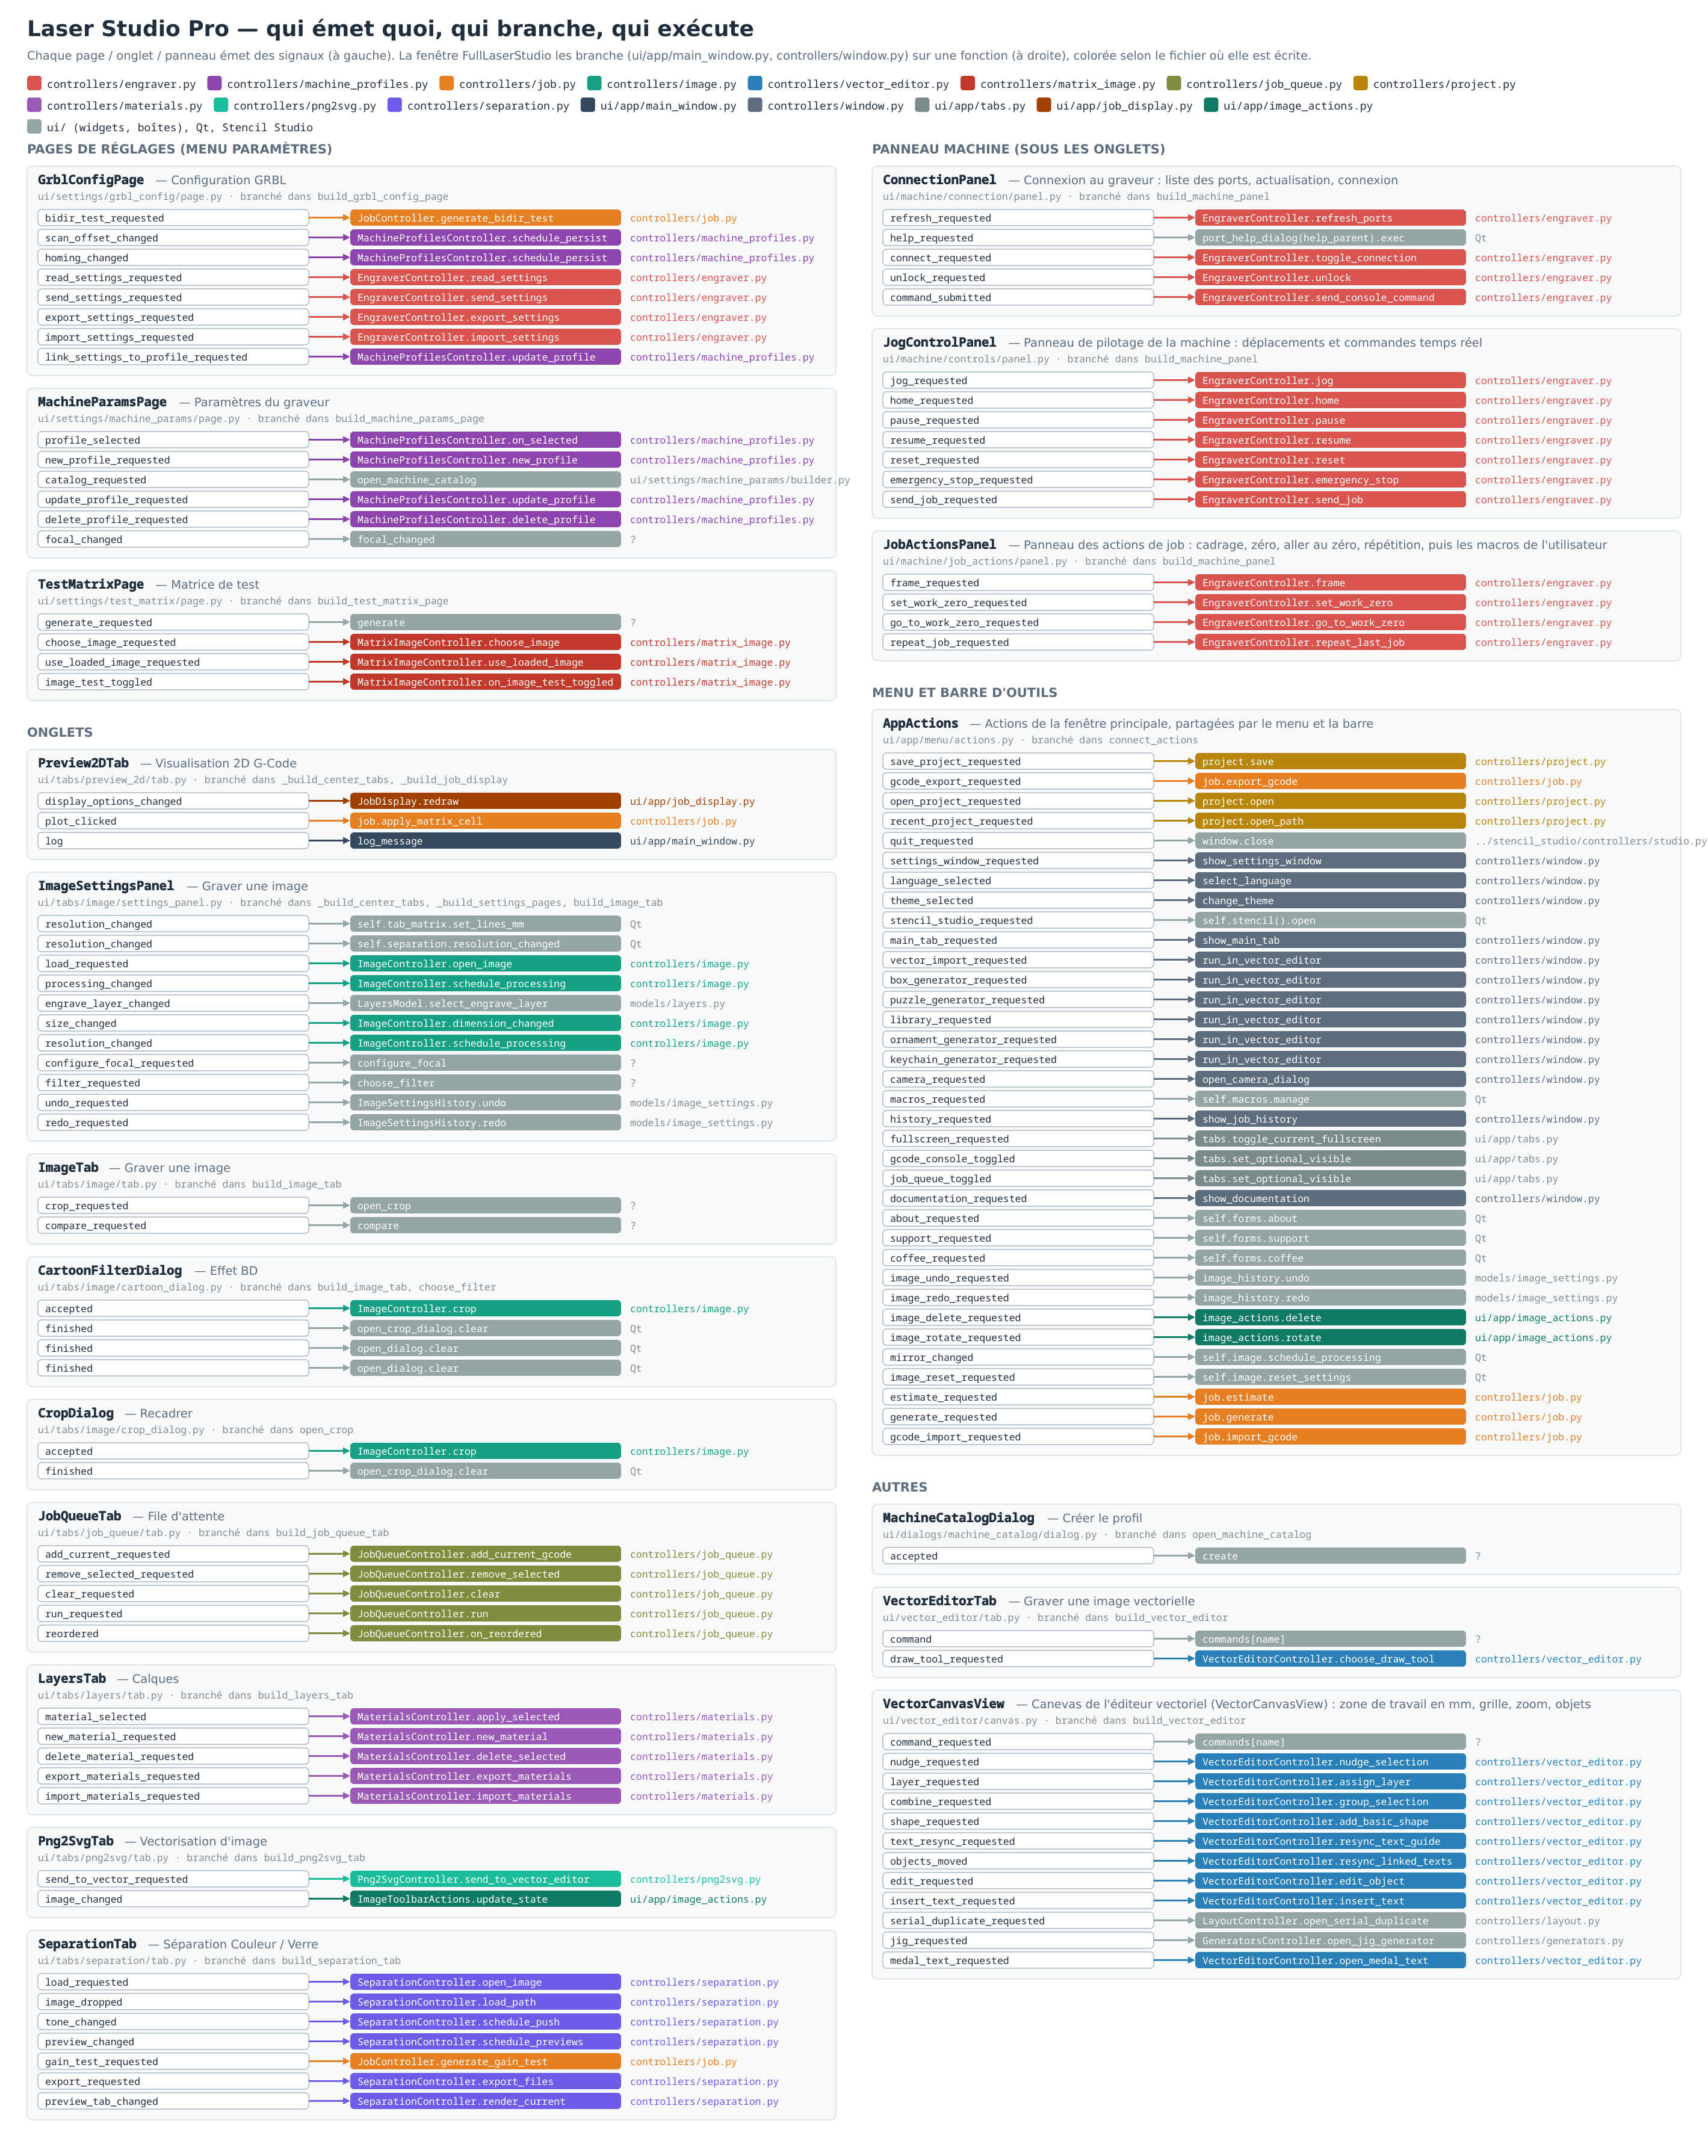 Laser Studio Pro — qui émet quoi, qui branche, qui exécute
Chaque page / onglet / panneau émet des signaux (à gauche). La fenêtre FullLaserStudio les branche (ui/app/main_window.py, controllers/window.py) sur une fonction (à droite), colorée selon le fichier où elle est écrite.
controllers/engraver.py controllers/machine_profiles.py controllers/job.py controllers/image.py controllers/vector_editor.py controllers/matrix_image.py controllers/job_queue.py controllers/project.py
controllers/materials.py controllers/png2svg.py controllers/separation.py ui/app/main_window.py controllers/window.py ui/app/tabs.py ui/app/job_display.py ui/app/image_actions.py
ui/ (widgets, boîtes), Qt, Stencil Studio
PAGES DE RÉGLAGES (MENU PARAMÈTRES)
GrblConfigPage — Configuration GRBL
ui/settings/grbl_config/page.py · branché dans build_grbl_config_page
bidir_test_requested JobController.generate_bidir_test controllers/job.py
scan_offset_changed MachineProfilesController.schedule_persist controllers/machine_profiles.py
homing_changed MachineProfilesController.schedule_persist controllers/machine_profiles.py
read_settings_requested EngraverController.read_settings controllers/engraver.py
send_settings_requested EngraverController.send_settings controllers/engraver.py
export_settings_requested EngraverController.export_settings controllers/engraver.py
import_settings_requested EngraverController.import_settings controllers/engraver.py
link_settings_to_profile_requested MachineProfilesController.update_profile controllers/machine_profiles.py
MachineParamsPage — Paramètres du graveur
ui/settings/machine_params/page.py · branché dans build_machine_params_page
profile_selected MachineProfilesController.on_selected controllers/machine_profiles.py
new_profile_requested MachineProfilesController.new_profile controllers/machine_profiles.py
catalog_requested open_machine_catalog ui/settings/machine_params/builder.py
update_profile_requested MachineProfilesController.update_profile controllers/machine_profiles.py
delete_profile_requested MachineProfilesController.delete_profile controllers/machine_profiles.py
focal_changed focal_changed ?
TestMatrixPage — Matrice de test
ui/settings/test_matrix/page.py · branché dans build_test_matrix_page
generate_requested generate ?
choose_image_requested MatrixImageController.choose_image controllers/matrix_image.py
use_loaded_image_requested MatrixImageController.use_loaded_image controllers/matrix_image.py
image_test_toggled MatrixImageController.on_image_test_toggled controllers/matrix_image.py
ONGLETS
Preview2DTab — Visualisation 2D G-Code
ui/tabs/preview_2d/tab.py · branché dans _build_center_tabs, _build_job_display
display_options_changed JobDisplay.redraw ui/app/job_display.py
plot_clicked job.apply_matrix_cell controllers/job.py
log log_message ui/app/main_window.py
ImageSettingsPanel — Graver une image
ui/tabs/image/settings_panel.py · branché dans _build_center_tabs, _build_settings_pages, build_image_tab
resolution_changed self.tab_matrix.set_lines_mm Qt
resolution_changed self.separation.resolution_changed Qt
load_requested ImageController.open_image controllers/image.py
processing_changed ImageController.schedule_processing controllers/image.py
engrave_layer_changed LayersModel.select_engrave_layer models/layers.py
size_changed ImageController.dimension_changed controllers/image.py
resolution_changed ImageController.schedule_processing controllers/image.py
configure_focal_requested configure_focal ?
filter_requested choose_filter ?
undo_requested ImageSettingsHistory.undo models/image_settings.py
redo_requested ImageSettingsHistory.redo models/image_settings.py
ImageTab — Graver une image
ui/tabs/image/tab.py · branché dans build_image_tab
crop_requested open_crop ?
compare_requested compare ?
CartoonFilterDialog — Effet BD
ui/tabs/image/cartoon_dialog.py · branché dans build_image_tab, choose_filter
accepted ImageController.crop controllers/image.py
finished open_crop_dialog.clear Qt
finished open_dialog.clear Qt
finished open_dialog.clear Qt
CropDialog — Recadrer
ui/tabs/image/crop_dialog.py · branché dans open_crop
accepted ImageController.crop controllers/image.py
finished open_crop_dialog.clear Qt
JobQueueTab — File d'attente
ui/tabs/job_queue/tab.py · branché dans build_job_queue_tab
add_current_requested JobQueueController.add_current_gcode controllers/job_queue.py
remove_selected_requested JobQueueController.remove_selected controllers/job_queue.py
clear_requested JobQueueController.clear controllers/job_queue.py
run_requested JobQueueController.run controllers/job_queue.py
reordered JobQueueController.on_reordered controllers/job_queue.py
LayersTab — Calques
ui/tabs/layers/tab.py · branché dans build_layers_tab
material_selected MaterialsController.apply_selected controllers/materials.py
new_material_requested MaterialsController.new_material controllers/materials.py
delete_material_requested MaterialsController.delete_selected controllers/materials.py
export_materials_requested MaterialsController.export_materials controllers/materials.py
import_materials_requested MaterialsController.import_materials controllers/materials.py
Png2SvgTab — Vectorisation d'image
ui/tabs/png2svg/tab.py · branché dans build_png2svg_tab
send_to_vector_requested Png2SvgController.send_to_vector_editor controllers/png2svg.py
image_changed ImageToolbarActions.update_state ui/app/image_actions.py
SeparationTab — Séparation Couleur / Verre
ui/tabs/separation/tab.py · branché dans build_separation_tab
load_requested SeparationController.open_image controllers/separation.py
image_dropped SeparationController.load_path controllers/separation.py
tone_changed SeparationController.schedule_push controllers/separation.py
preview_changed SeparationController.schedule_previews controllers/separation.py
gain_test_requested JobController.generate_gain_test controllers/job.py
export_requested SeparationController.export_files controllers/separation.py
preview_tab_changed SeparationController.render_current controllers/separation.py
PANNEAU MACHINE (SOUS LES ONGLETS)
ConnectionPanel — Connexion au graveur : liste des ports, actualisation, connexion
ui/machine/connection/panel.py · branché dans build_machine_panel
refresh_requested EngraverController.refresh_ports controllers/engraver.py
help_requested port_help_dialog(help_parent).exec Qt
connect_requested EngraverController.toggle_connection controllers/engraver.py
unlock_requested EngraverController.unlock controllers/engraver.py
command_submitted EngraverController.send_console_command controllers/engraver.py
JogControlPanel — Panneau de pilotage de la machine : déplacements et commandes temps réel
ui/machine/controls/panel.py · branché dans build_machine_panel
jog_requested EngraverController.jog controllers/engraver.py
home_requested EngraverController.home controllers/engraver.py
pause_requested EngraverController.pause controllers/engraver.py
resume_requested EngraverController.resume controllers/engraver.py
reset_requested EngraverController.reset controllers/engraver.py
emergency_stop_requested EngraverController.emergency_stop controllers/engraver.py
send_job_requested EngraverController.send_job controllers/engraver.py
JobActionsPanel — Panneau des actions de job : cadrage, zéro, aller au zéro, répétition, puis les macros de l'utilisateur
ui/machine/job_actions/panel.py · branché dans build_machine_panel
frame_requested EngraverController.frame controllers/engraver.py
set_work_zero_requested EngraverController.set_work_zero controllers/engraver.py
go_to_work_zero_requested EngraverController.go_to_work_zero controllers/engraver.py
repeat_job_requested EngraverController.repeat_last_job controllers/engraver.py
MENU ET BARRE D'OUTILS
AppActions — Actions de la fenêtre principale, partagées par le menu et la barre
ui/app/menu/actions.py · branché dans connect_actions
save_project_requested project.save controllers/project.py
gcode_export_requested job.export_gcode controllers/job.py
open_project_requested project.open controllers/project.py
recent_project_requested project.open_path controllers/project.py
quit_requested window.close ../stencil_studio/controllers/studio.py
settings_window_requested show_settings_window controllers/window.py
language_selected select_language controllers/window.py
theme_selected change_theme controllers/window.py
stencil_studio_requested self.stencil().open Qt
main_tab_requested show_main_tab controllers/window.py
vector_import_requested run_in_vector_editor controllers/window.py
box_generator_requested run_in_vector_editor controllers/window.py
puzzle_generator_requested run_in_vector_editor controllers/window.py
library_requested run_in_vector_editor controllers/window.py
ornament_generator_requested run_in_vector_editor controllers/window.py
keychain_generator_requested run_in_vector_editor controllers/window.py
camera_requested open_camera_dialog controllers/window.py
macros_requested self.macros.manage Qt
history_requested show_job_history controllers/window.py
fullscreen_requested tabs.toggle_current_fullscreen ui/app/tabs.py
gcode_console_toggled tabs.set_optional_visible ui/app/tabs.py
job_queue_toggled tabs.set_optional_visible ui/app/tabs.py
documentation_requested show_documentation controllers/window.py
about_requested self.forms.about Qt
support_requested self.forms.support Qt
coffee_requested self.forms.coffee Qt
image_undo_requested image_history.undo models/image_settings.py
image_redo_requested image_history.redo models/image_settings.py
image_delete_requested image_actions.delete ui/app/image_actions.py
image_rotate_requested image_actions.rotate ui/app/image_actions.py
mirror_changed self.image.schedule_processing Qt
image_reset_requested self.image.reset_settings Qt
estimate_requested job.estimate controllers/job.py
generate_requested job.generate controllers/job.py
gcode_import_requested job.import_gcode controllers/job.py
AUTRES
MachineCatalogDialog — Créer le profil
ui/dialogs/machine_catalog/dialog.py · branché dans open_machine_catalog
accepted create ?
VectorEditorTab — Graver une image vectorielle
ui/vector_editor/tab.py · branché dans build_vector_editor
command commands[name] ?
draw_tool_requested VectorEditorController.choose_draw_tool controllers/vector_editor.py
VectorCanvasView — Canevas de l'éditeur vectoriel (VectorCanvasView) : zone de travail en mm, grille, zoom, objets
ui/vector_editor/canvas.py · branché dans build_vector_editor
command_requested commands[name] ?
nudge_requested VectorEditorController.nudge_selection controllers/vector_editor.py
layer_requested VectorEditorController.assign_layer controllers/vector_editor.py
combine_requested VectorEditorController.group_selection controllers/vector_editor.py
shape_requested VectorEditorController.add_basic_shape controllers/vector_editor.py
text_resync_requested VectorEditorController.resync_text_guide controllers/vector_editor.py
objects_moved VectorEditorController.resync_linked_texts controllers/vector_editor.py
edit_requested VectorEditorController.edit_object controllers/vector_editor.py
insert_text_requested VectorEditorController.insert_text controllers/vector_editor.py
serial_duplicate_requested LayoutController.open_serial_duplicate controllers/layout.py
jig_requested GeneratorsController.open_jig_generator controllers/generators.py
medal_text_requested VectorEditorController.open_medal_text controllers/vector_editor.py